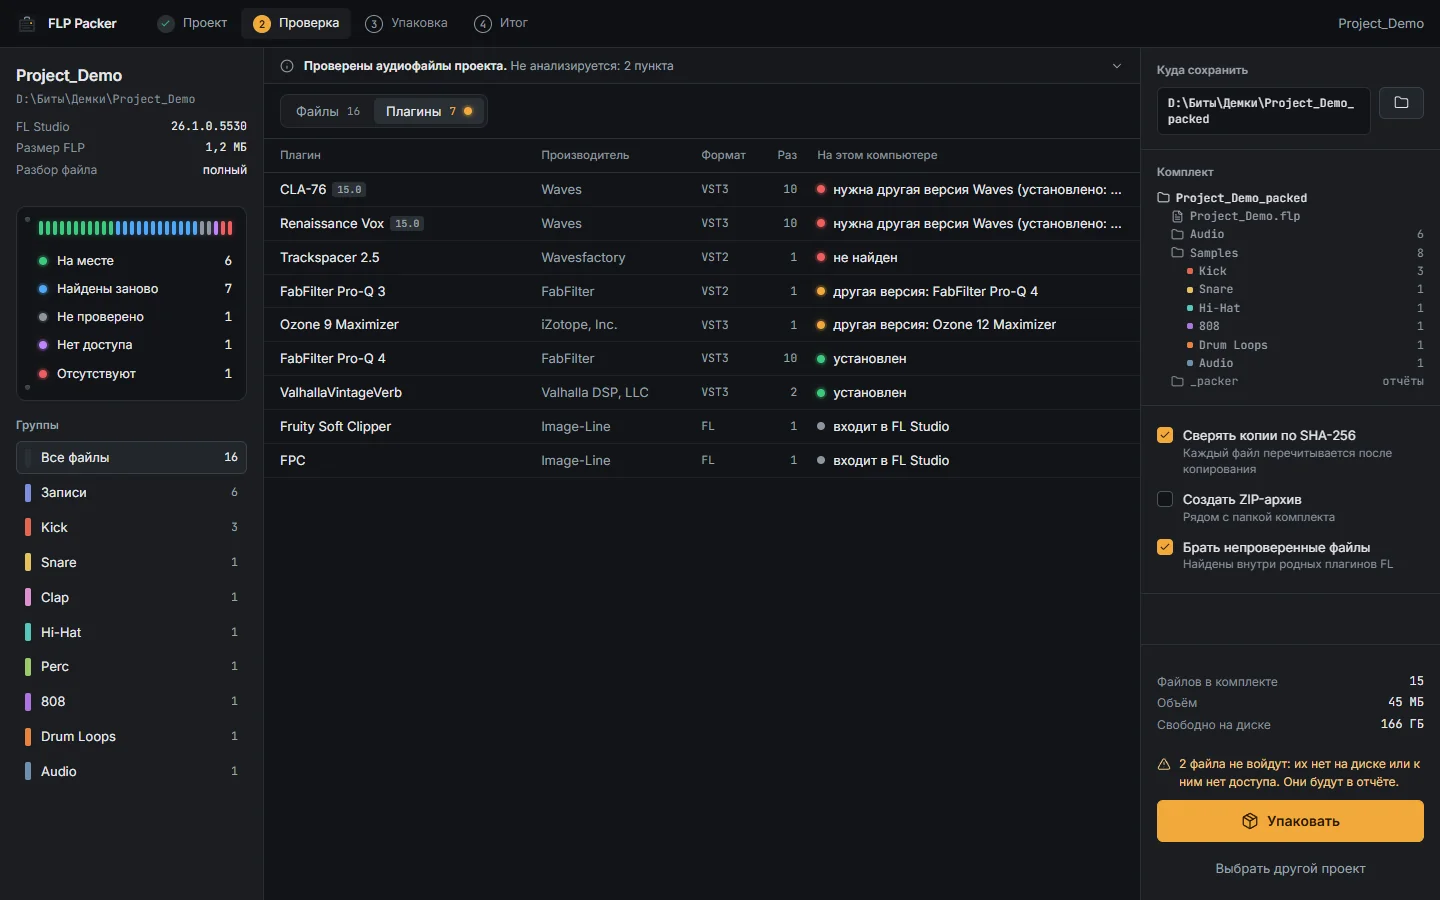 FLP Packer
Проект
2 Проверка
3 Упаковка
4 Итог
Project_Demo
Project_Demo
D:\Биты\Демки\Project_Demo
FL Studio 26.1.0.5530
Размер FLP 1,2 МБ
Разбор файла полный
На месте 6
Найдены заново 7
Не проверено 1
Нет доступа 1
Отсутствуют 1
Группы
Все файлы 16
Записи 6
Kick 3
Snare 1
Clap 1
Hi-Hat 1
Perc 1
808 1
Drum Loops 1
Audio 1
Проверены аудиофайлы проекта. Не анализируется: 2 пункта
Файлы 16
Плагины 7
Плагин Производитель Формат Раз На этом компьютере
CLA-76 15.0 Waves VST3 10 нужна другая версия Waves (установлено: ...
Renaissance Vox 15.0 Waves VST3 10 нужна другая версия Waves (установлено: ...
Trackspacer 2.5 Wavesfactory VST2 1 не найден
FabFilter Pro-Q 3 FabFilter VST2 1 другая версия: FabFilter Pro-Q 4
Ozone 9 Maximizer iZotope, Inc. VST3 1 другая версия: Ozone 12 Maximizer
FabFilter Pro-Q 4 FabFilter VST3 10 установлен
ValhallaVintageVerb Valhalla DSP, LLC VST3 2 установлен
Fruity Soft Clipper Image-Line FL 1 входит в FL Studio
FPC Image-Line FL 1 входит в FL Studio
Куда сохранить
D:\Биты\Демки\Project_Demo_
packed
Комплект
Project_Demo_packed
Project_Demo.flp
Audio 6
Samples 8
Kick 3
Snare 1
Hi-Hat 1
808 1
Drum Loops 1
Audio 1
_packer отчёты
Сверять копии по SHA-256
Каждый файл перечитывается после
копирования
Создать ZIP-архив
Рядом с папкой комплекта
Брать непроверенные файлы
Найдены внутри родных плагинов FL
Файлов в комплекте 15
Объём 45 МБ
Свободно на диске 166 ГБ
2 файла не войдут: их нет на диске или к
ним нет доступа. Они будут в отчёте.
Упаковать
Выбрать другой проект